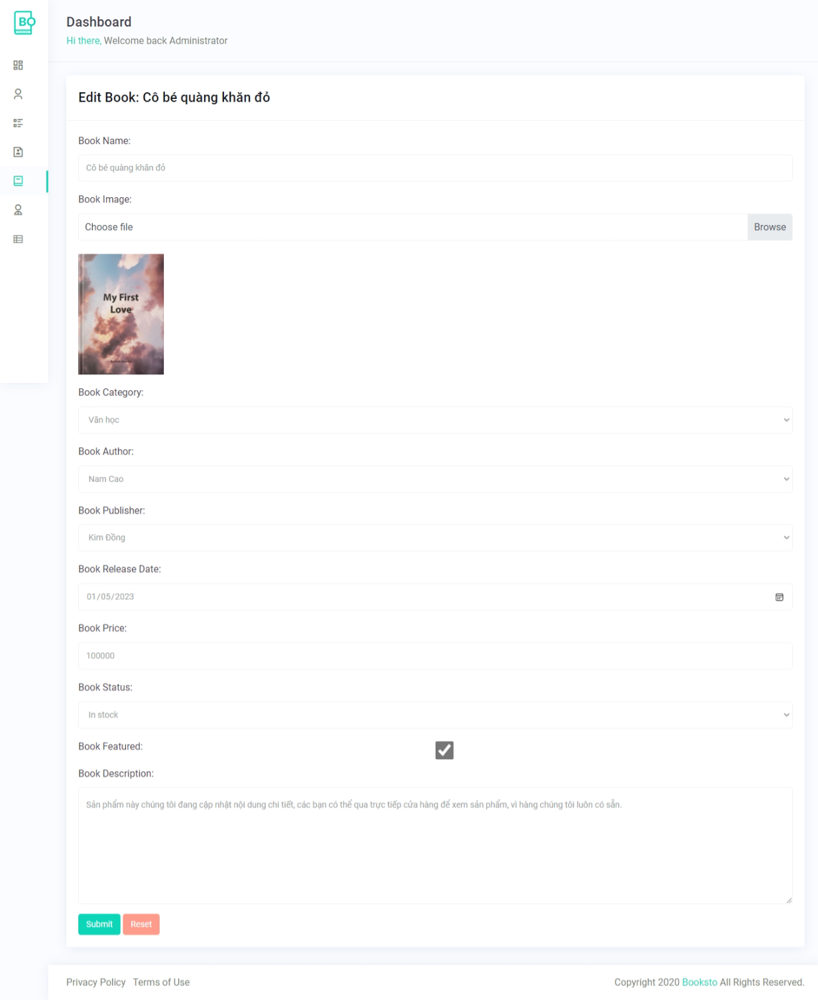 BO
Dashboard
Hi there, Welcome back Administrator
Edit Book: Cô bé quàng khăn đỏ
Book Name:
Cô bé quàng khăn đỏ
Book Image:
Choose file
Browse
My First
Love
Book Category:
Văn học
Book Author:
Nam Cao
Book Publisher:
Kim Đồng
Book Release Date:
01/05/2023
Book Price:
100000
Book Status:
In stock
Book Featured:
Book Description:
Sản phẩm này chúng tôi đang cập nhật nội dung chi tiết, các bạn có thể qua trực tiếp cửa hàng để xem sản phẩm, vì hàng chúng tôi luôn có sẵn.
Submit Reset
Privacy Policy Terms of Use
Copyright 2020 Booksto All Rights Reserved.